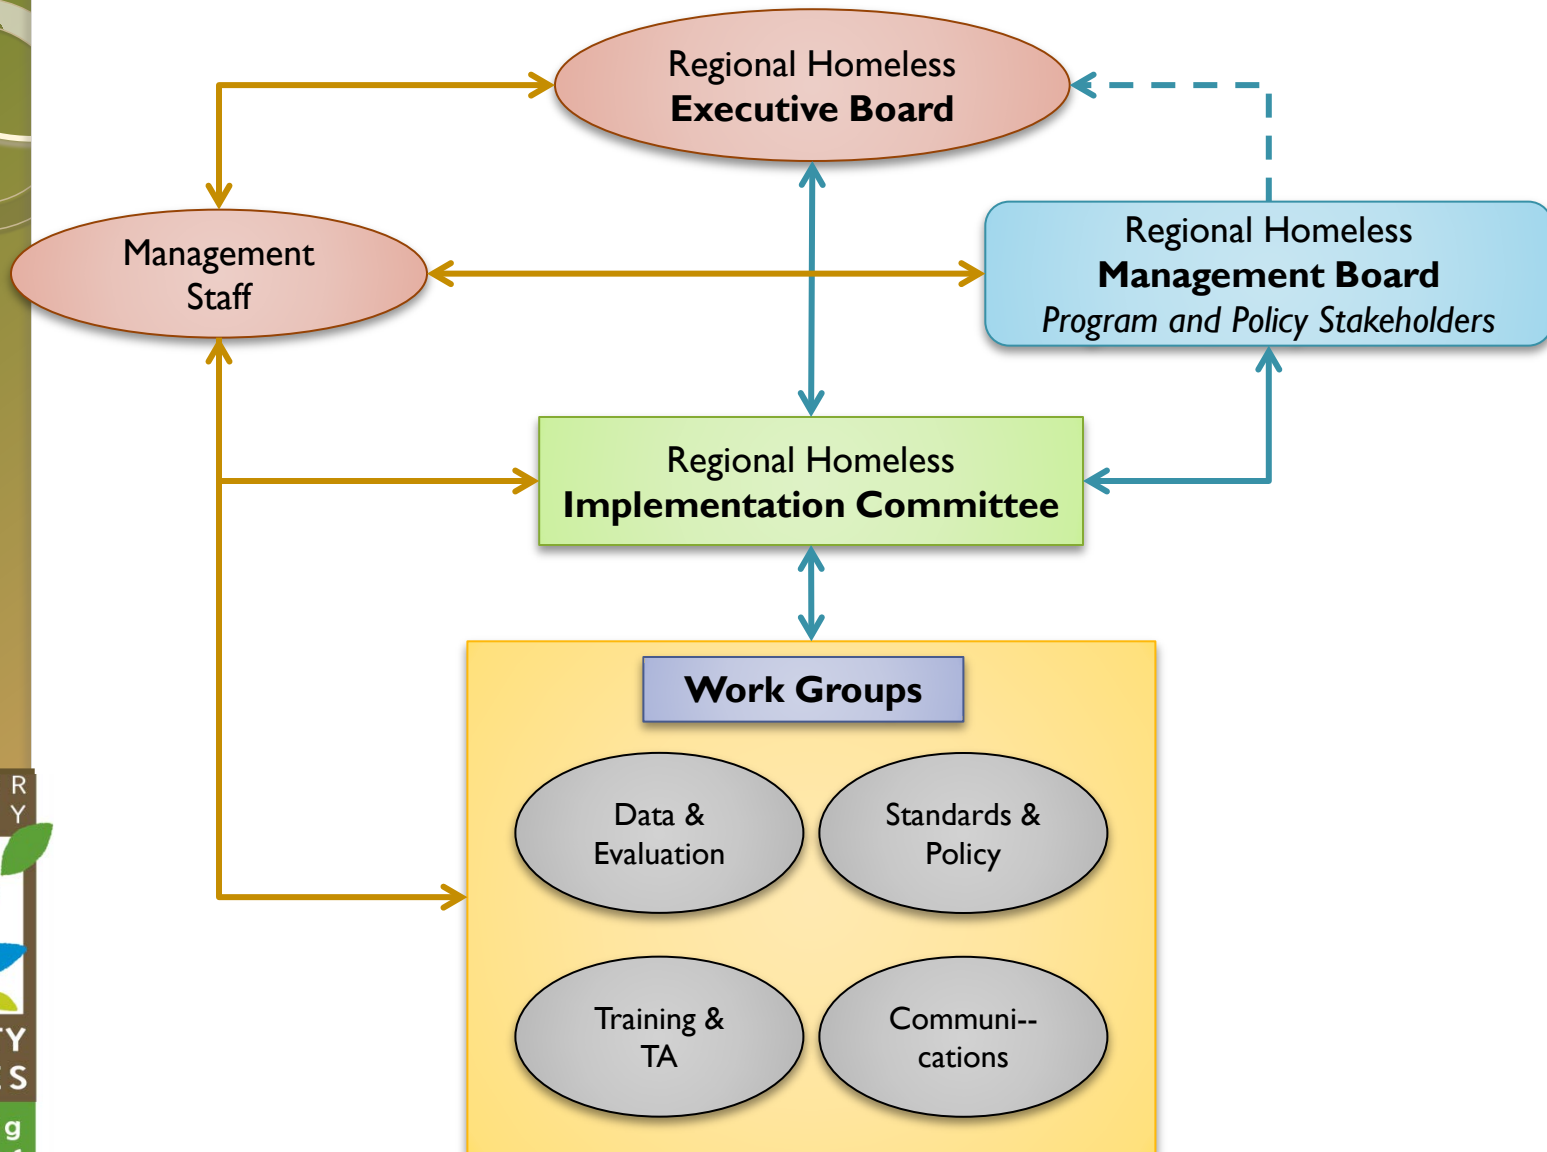 Regional Homeless
Executive Board
Management
Staff
Regional Homeless
Management Board
Program and Policy Stakeholders
Regional Homeless
Implementation Committee
Work Groups
Data &
Evaluation
Standards &
Policy
Training &
TA
Communi--
cations
R
Y
TY
S
g